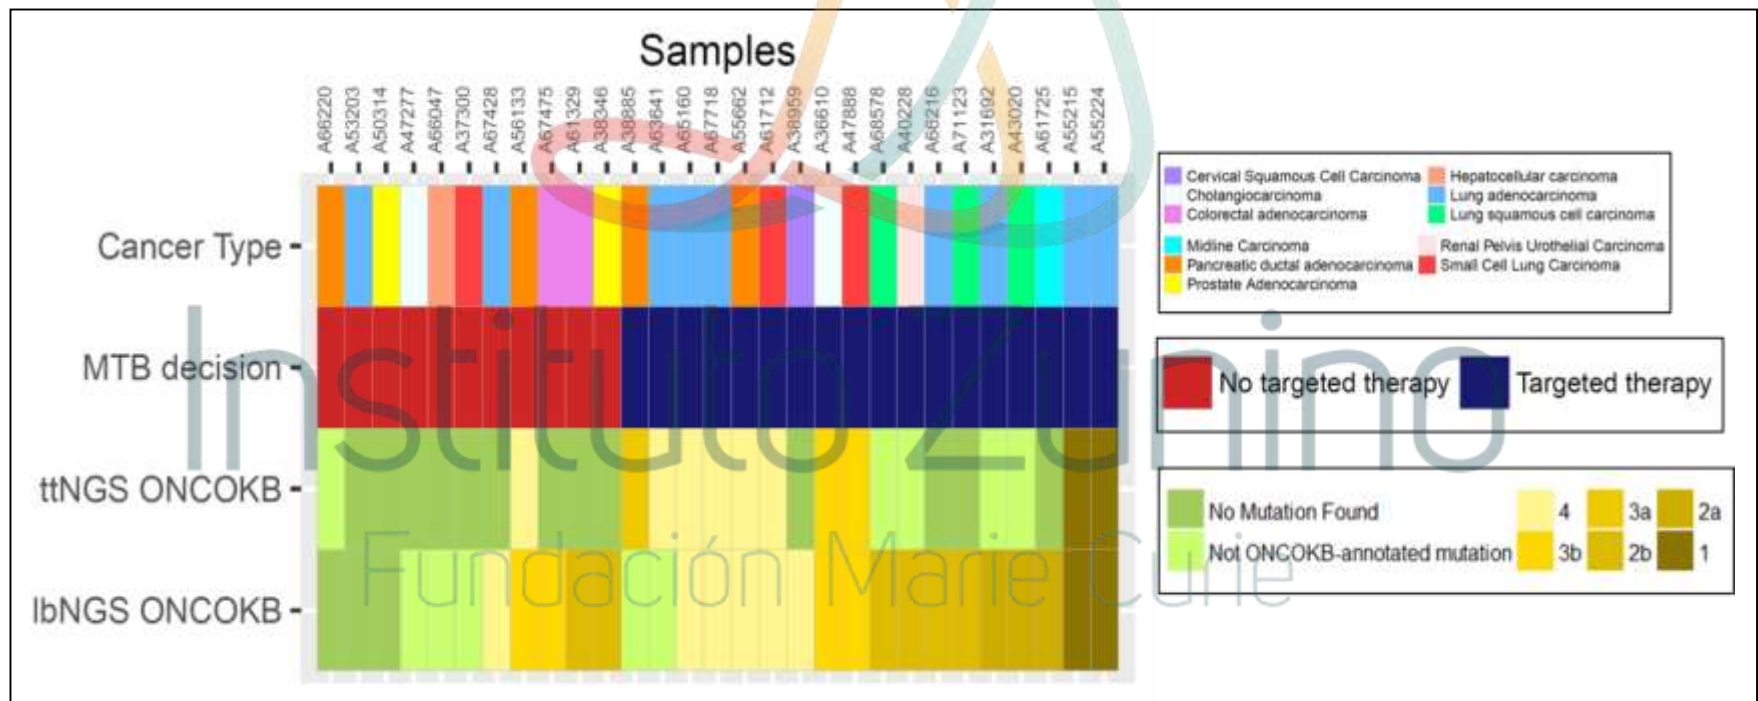 Samples
A66220
A53203
A50314
A47277
A66047
A37300
A67428
A56133
A67475
A61329
A38346
A38885
A63641
A65160
A67718
A55662
A61712
A38959
A36610
A47888
A68578
A40228
A66216
A71123
A31692
A43020
A61725
A55215
A55224
Cancer Type
MTB decision
ttNGS ONCOKB
lbNGS ONCOKB
Cervical Squamous Cell Carcinoma
Hepatocellular carcinoma
Cholangiocarcinoma
Lung adenocarcinoma
Colorectal adenocarcinoma
Lung squamous cell carcinoma
Midline Carcinoma
Renal Pelvis Urothelial Carcinoma
Pancreatic ductal adenocarcinoma
Small Cell Lung Carcinoma
Prostate Adenocarcinoma
No targeted therapy
Targeted therapy
No Mutation Found
4
3a
2a
Not ONCOKB-annotated mutation
3b
2b
1
Instituto Zunino
Fundación Marie Curie